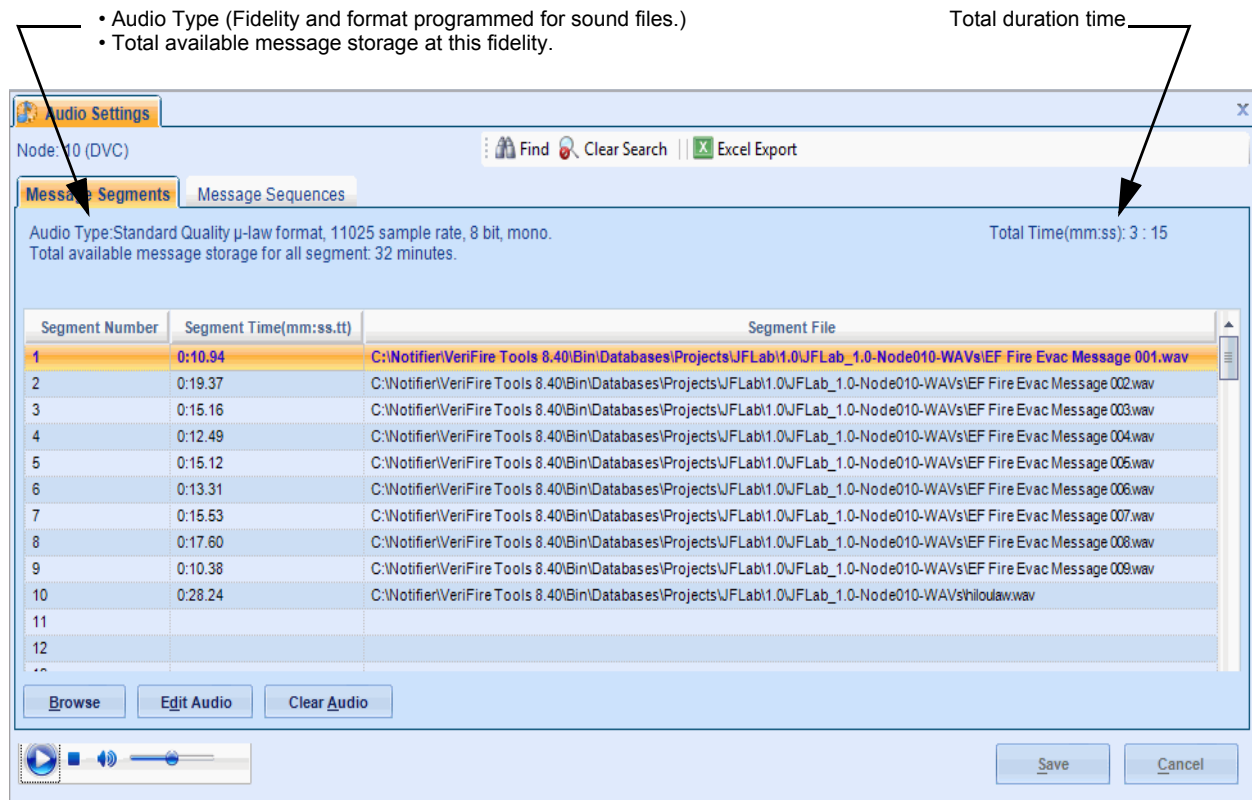 • Audio Type (Fidelity and format programmed for sound files.)
• Total available message storage at this fidelity.
Total duration time
Audio Settings
X
Node: 10 (DVC)
Find Clear Search Excel Export
Message Segments Message Sequences
Audio Type:Standard Quality µ-law format, 11025 sample rate, 8 bit, mono.
Total Time(mm:ss): 3 : 15
Total available message storage for all segment: 32 minutes.
Segment Number Segment Time(mm:ss.tt) Segment File
1 0:10.94 C:\Notifier\VeriFire Tools 8.40\Bin\Databases\Projects\JFLab\1.0\JFLab_1.0-Node010-WAVs\EF Fire Evac Message 001.wav
2 0:19.37 C:\Notifier\VeriFire Tools 8.40\Bin\Databases\Projects\JFLab\1.0\JFLab_1.0-Node010-WAVs\EF Fire Evac Message 002.wav
3 0:15.16 C:\Notifier\VeriFire Tools 8.40\Bin\Databases\Projects\JFLab\1.0\JFLab_1.0-Node010-WAVs\EF Fire Evac Message 003.wav
4 0:12.49 C:\Notifier\VeriFire Tools 8.40\Bin\Databases\Projects\JFLab\1.0\JFLab_1.0-Node010-WAVs\EF Fire Evac Message 004.wav
5 0:15.12 C:\Notifier\VeriFire Tools 8.40\Bin\Databases\Projects\JFLab\1.0\JFLab_1.0-Node010-WAVs\EF Fire Evac Message 005.wav
6 0:13.31 C:\Notifier\VeriFire Tools 8.40\Bin\Databases\Projects\JFLab\1.0\JFLab_1.0-Node010-WAVs\EF Fire Evac Message 006.wav
7 0:15.53 C:\Notifier\VeriFire Tools 8.40\Bin\Databases\Projects\JFLab\1.0\JFLab_1.0-Node010-WAVs\EF Fire Evac Message 007.wav
8 0:17.60 C:\Notifier\VeriFire Tools 8.40\Bin\Databases\Projects\JFLab\1.0\JFLab_1.0-Node010-WAVs\EF Fire Evac Message 008.wav
9 0:10.38 C:\Notifier\VeriFire Tools 8.40\Bin\Databases\Projects\JFLab\1.0\JFLab_1.0-Node010-WAVs\EF Fire Evac Message 009.wav
10 0:28.24 C:\Notifier\VeriFire Tools 8.40\Bin\Databases\Projects\JFLab\1.0\JFLab_1.0-Node010-WAVs\hiloulaw.wav
11
12
Browse Edit Audio Clear Audio
Save Cancel